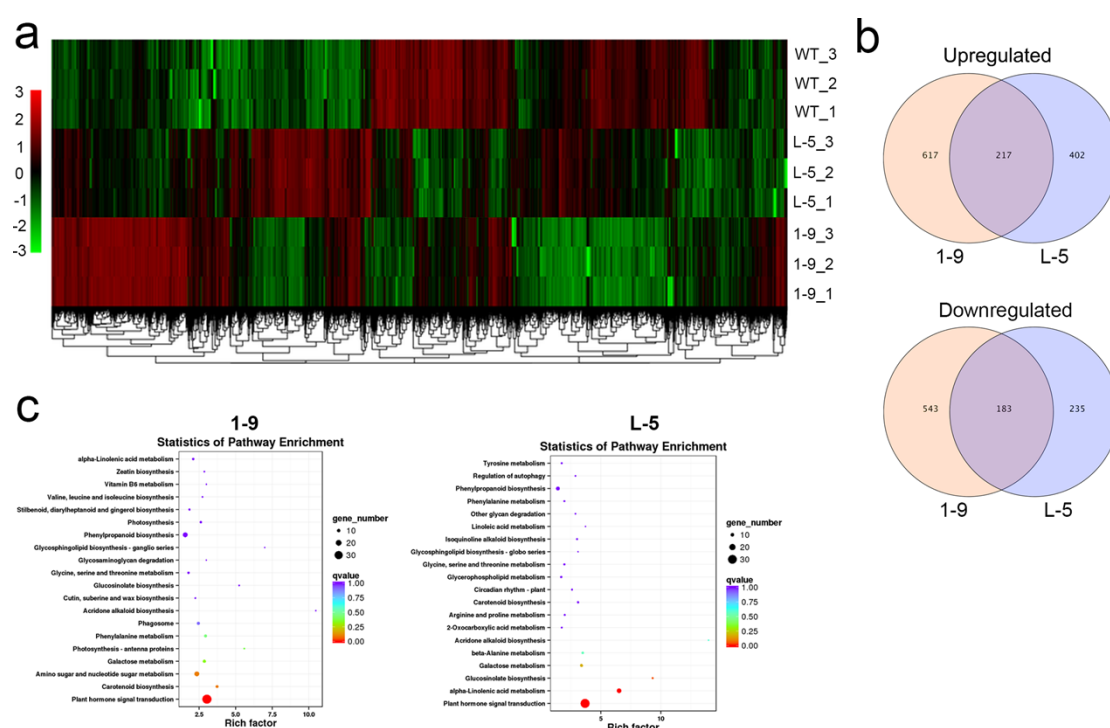 a
3
2
1
0
-1
-2
-3
WT_3
WT_2
WT_1
L-5_3
L-5_2
L-5_1
1-9_3
1-9_2
1-9_1
b
Upregulated
617
217
402
1-9
L-5
Downregulated
543
183
235
1-9
L-5
c
1-9
Statistics of Pathway Enrichment
alpha-Linolenic acid metabolism
Zeatin biosynthesis
Vitamin B6 metabolism
Valine, leucine and isoleucine biosynthesis
Stilbenoid, diarylheptanoid and gingerol biosynthesis
Photosynthesis
Phenylpropanoid biosynthesis
Glycosphingolipid biosynthesis - ganglio series
Glycosaminoglycan degradation
Glycine, serine and threonine metabolism
Glucosinolate biosynthesis
Cutin, suberine and wax biosynthesis
Acridone alkaloid biosynthesis
Phagosome
Phenylalanine metabolism
Photosynthesis - antenna proteins
Galactose metabolism
Amino sugar and nucleotide sugar metabolism
Carotenoid biosynthesis
Plant hormone signal transduction
2.5
5.0
7.5
10.0
Rich factor
gene_number
10
20
30
qvalue
1.00
0.75
0.50
0.25
0.00
L-5
Statistics of Pathway Enrichment
Tyrosine metabolism
Regulation of autophagy
Phenylpropanoid biosynthesis
Phenylalanine metabolism
Other glycan degradation
Linoleic acid metabolism
Isoquinoline alkaloid biosynthesis
Glycosphingolipid biosynthesis - globo series
Glycine, serine and threonine metabolism
Glycerophospholipid metabolism
Circadian rhythm - plant
Carotenoid biosynthesis
Arginine and proline metabolism
2-Oxocarboxylic acid metabolism
Acridone alkaloid biosynthesis
beta-Alanine metabolism
Galactose metabolism
Glucosinolate biosynthesis
alpha-Linolenic acid metabolism
Plant hormone signal transduction
5
10
Rich factor
gene_number
10
20
30
qvalue
1.00
0.75
0.50
0.25
0.00